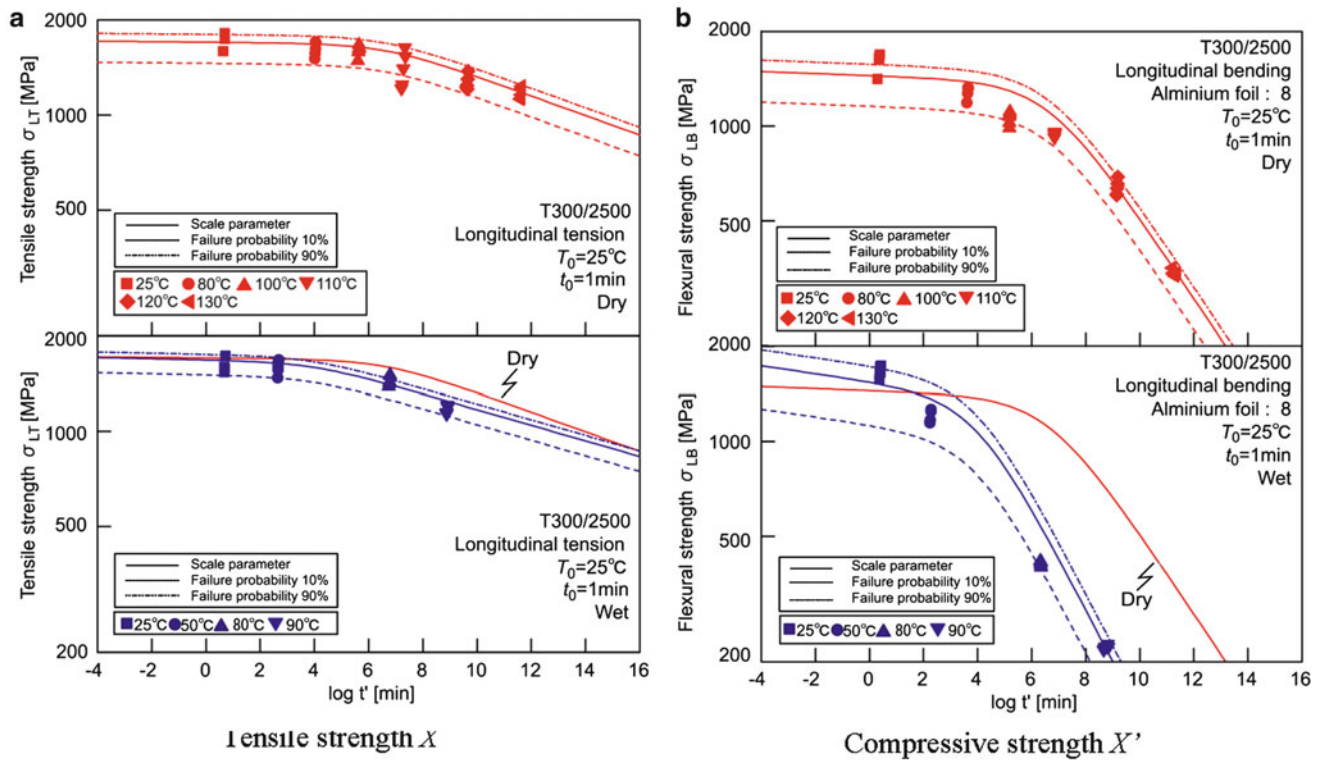 a
2000
1000
500
Tensile strength σLT [MPa]
Scale parameter
Failure probability 10%
Failure probability 90%
25℃ 80℃ 100℃ 110℃
120℃ 130℃
T300/2500
Longitudinal tension
T0=25℃
t0=1min
Dry
2000
1000
500
200
Tensile strength σLT [MPa]
Dry
Scale parameter
Failure probability 10%
Failure probability 90%
25℃ 50℃ 80℃ 90℃
T300/2500
Longitudinal tension
T0=25℃
t0=1min
Wet
-4 -2 0 2 4 6 8 10 12 14 16
log t' [min]
Tensile strength X
b
2000
1000
500
Flexural strength σLB [MPa]
T300/2500
Longitudinal bending
Alminium foil : 8
T0=25℃
t0=1min
Dry
Scale parameter
Failure probability 10%
Failure probability 90%
25℃ 80℃ 100℃ 110℃
120℃ 130℃
2000
1000
500
200
Flexural strength σLB [MPa]
T300/2500
Longitudinal bending
Alminium foil : 8
T0=25℃
t0=1min
Wet
Scale parameter
Failure probability 10%
Failure probability 90%
25℃ 50℃ 80℃ 90℃
Dry
-4 -2 0 2 4 6 8 10 12 14 16
log t' [min]
Compressive strength X’